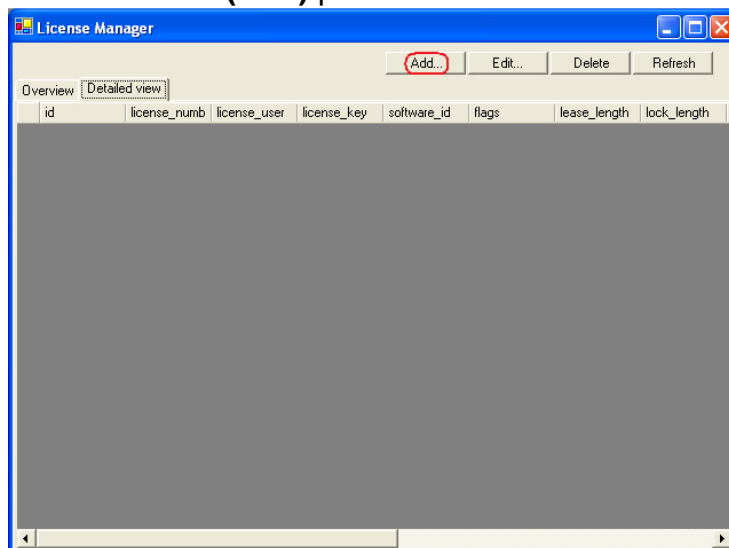 License Manager
Add... Edit... Delete Refresh
Overview Detailed view
id license_numb license_user license_key software_id flags lease_length lock_length